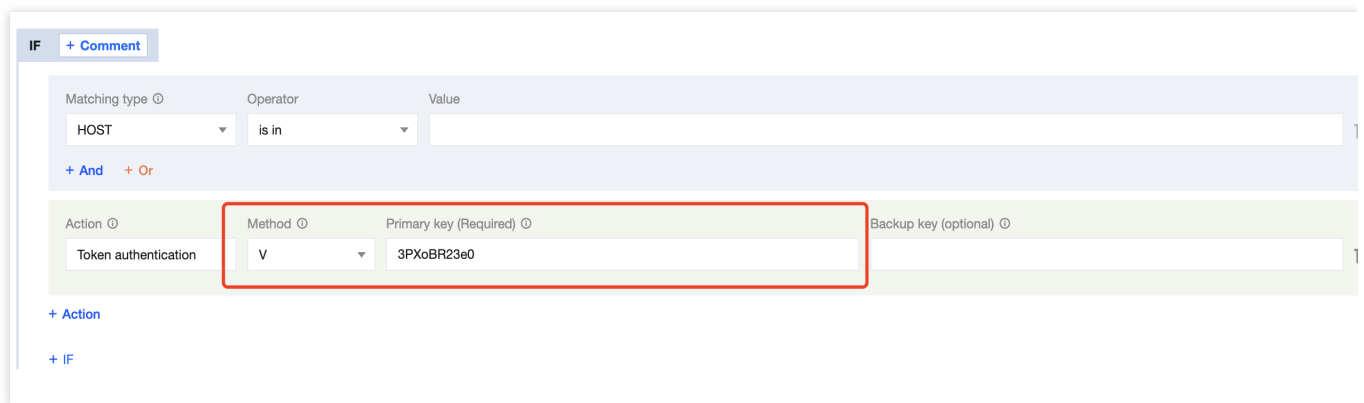 IF + Comment
Matching type Operator Value
HOST is in
+ And + Or
Action Method Primary key (Required) Backup key (optional)
Token authentication V 3PXoBR23e0
+ Action
+ IF